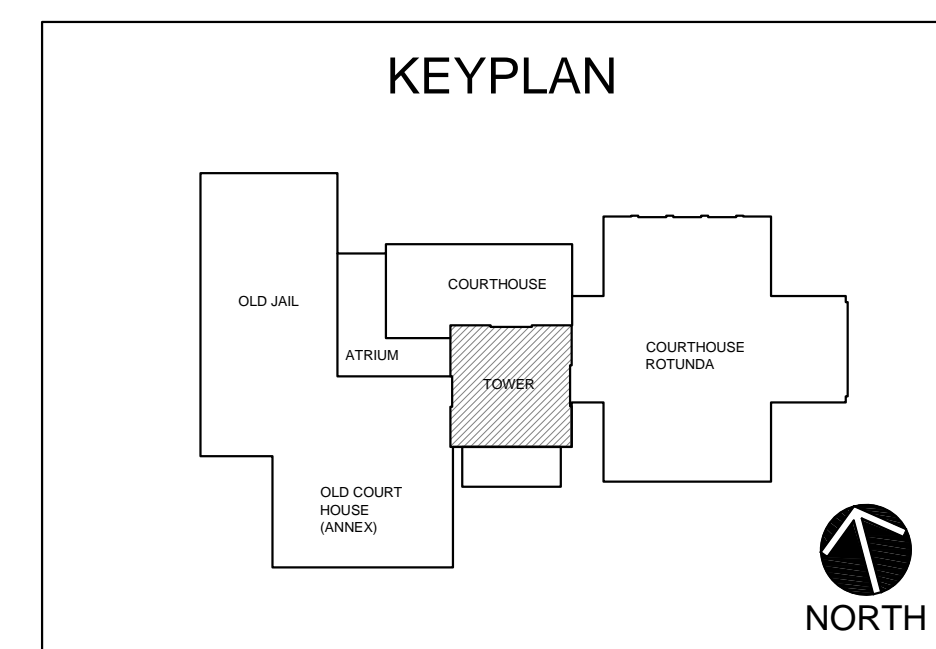 KEYPLAN
OLD JAIL
COURTHOUSE
ATRIUM
TOWER
COURTHOUSE
ROTUNDA
OLD COURT
HOUSE
(ANNEX)
NORTH